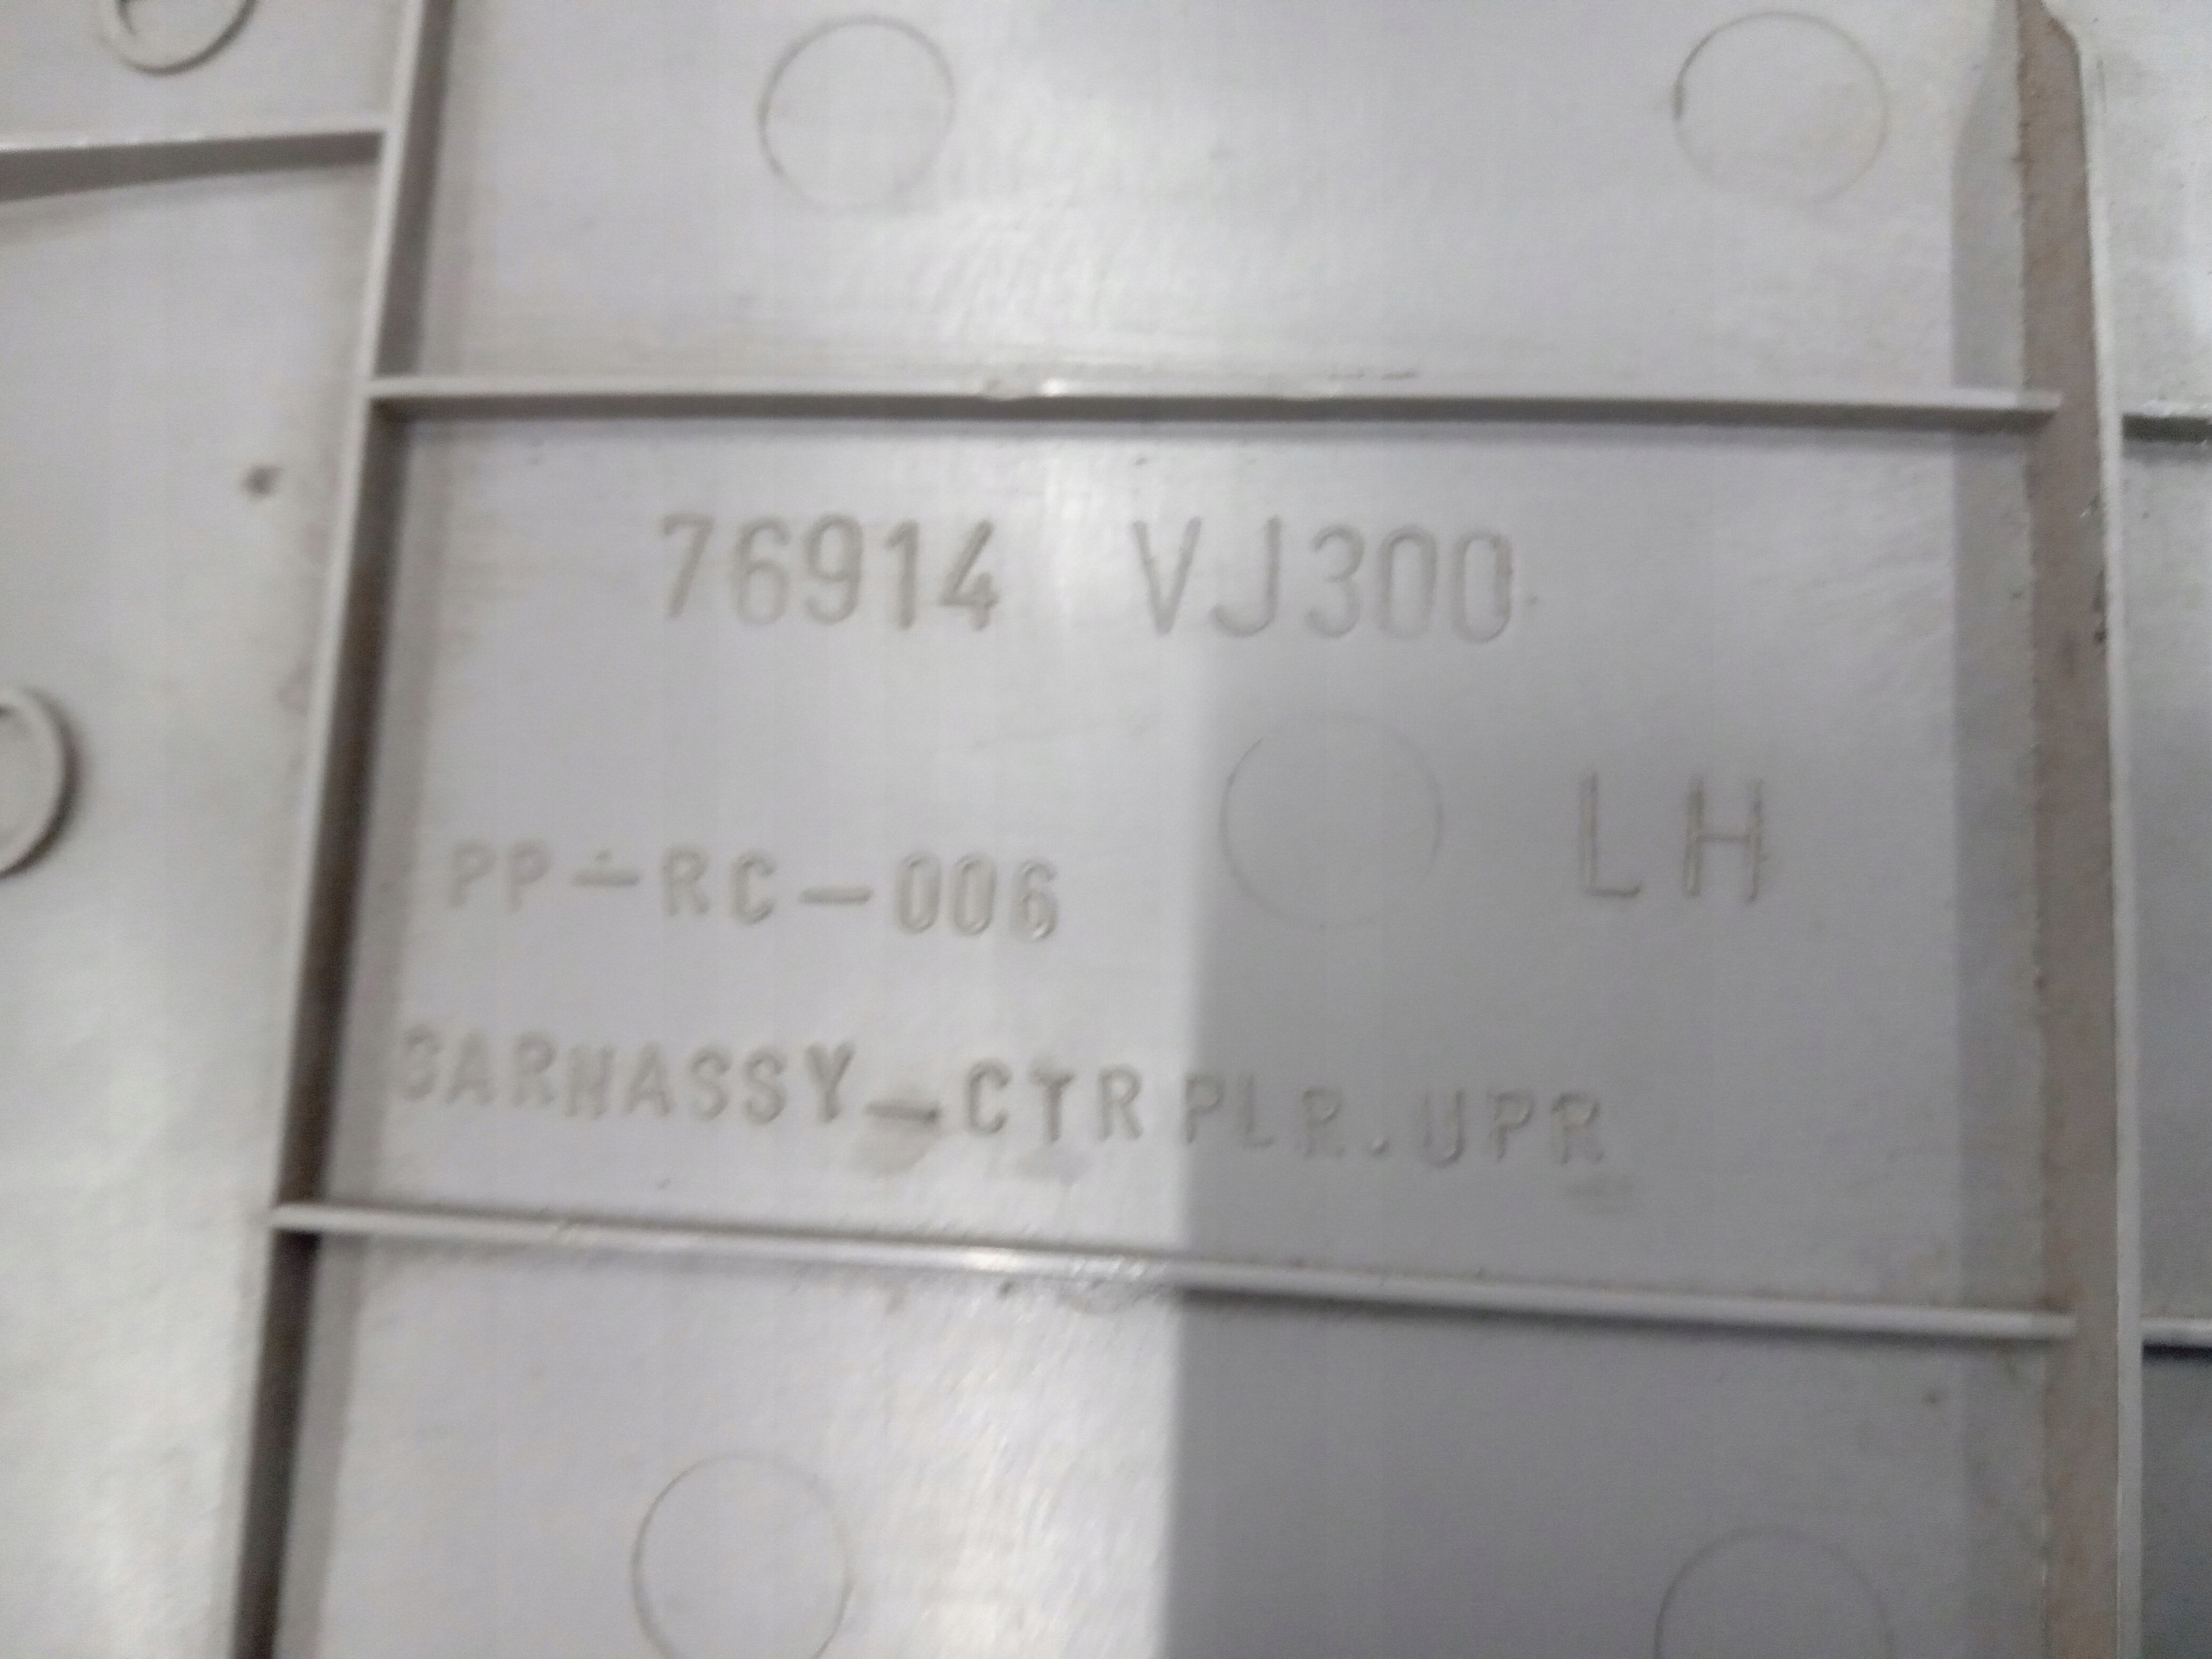 76914 VJ300
LH
PP-RC-006
GARNASSY-CTR PLR.UPR